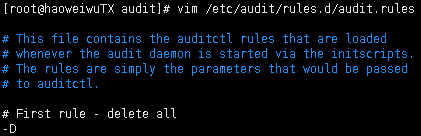 [root@haoweiwuTX audit]# vim /etc/audit/rules.d/audit.rules
# This file contains the auditctl rules that are loaded
# whenever the audit daemon is started via the initscripts.
# The rules are simply the parameters that would be passed
# to auditctl.
# First rule - delete all
-D